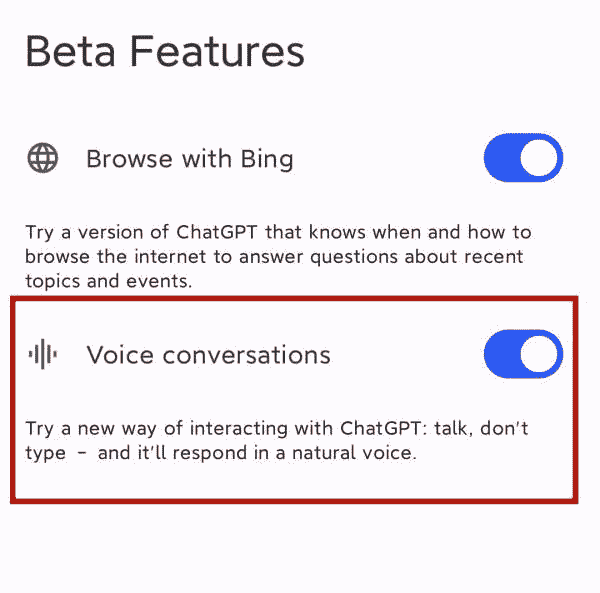 Beta Features
Browse with Bing
Try a version of ChatGPT that knows when and how to
browse the internet to answer questions about recent
topics and events.
Voice conversations
Try a new way of interacting with ChatGPT: talk, don't
type - and it'll respond in a natural voice.